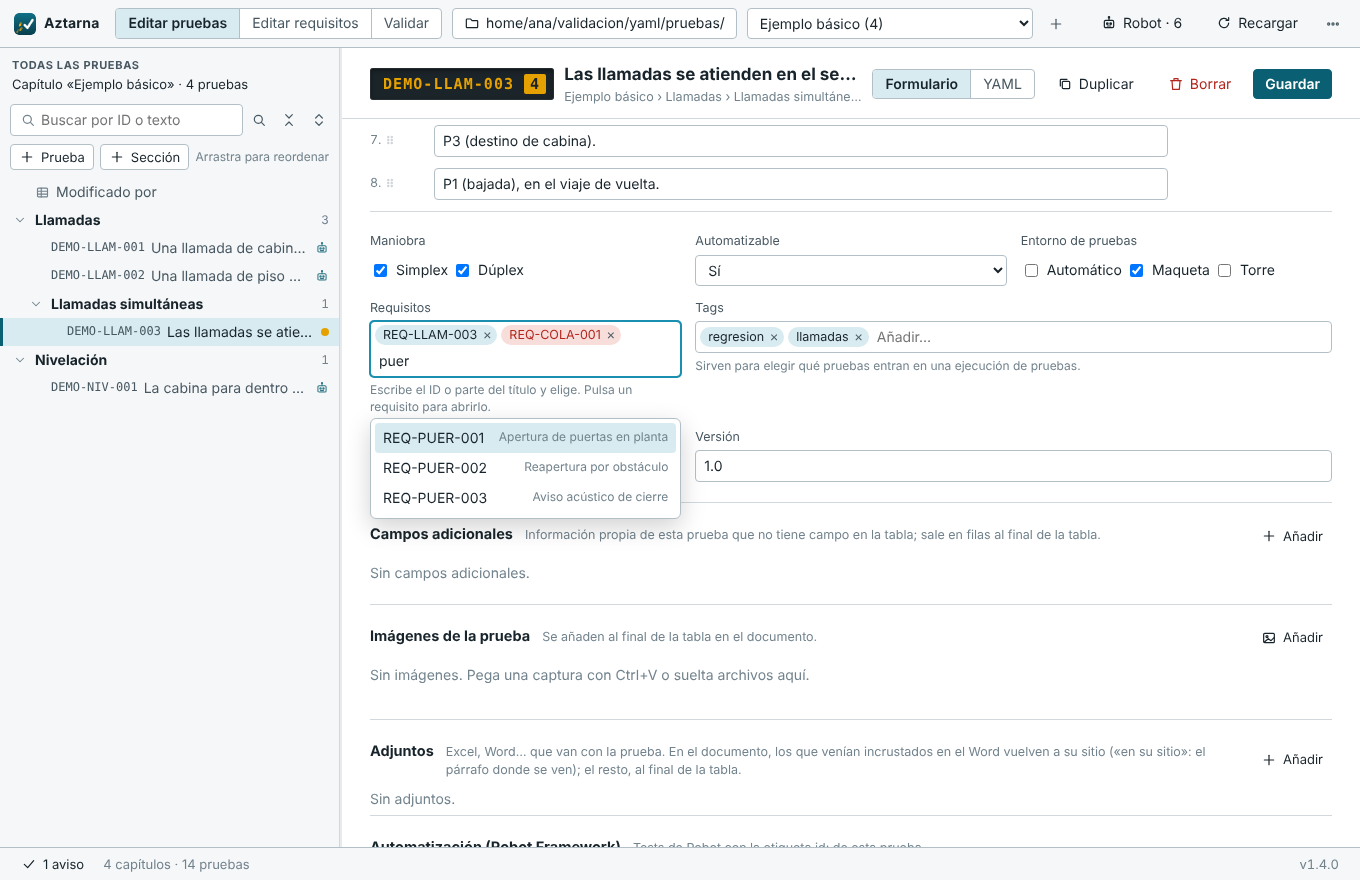 Aztarna
Editar pruebas
Editar requisitos
Validar
home/ana/validacion/yaml/pruebas/
Ejemplo básico (4)
Robot · 6
Recargar
TODAS LAS PRUEBAS
Capítulo «Ejemplo básico» · 4 pruebas
Buscar por ID o texto
Prueba
Sección
Arrastra para reordenar
Modificado por
Llamadas 3
DEMO-LLAM-001 Una llamada de cabin...
DEMO-LLAM-002 Una llamada de piso ...
Llamadas simultáneas 1
DEMO-LLAM-003 Las llamadas se atie...
Nivelación 1
DEMO-NIV-001 La cabina para dentro ...
DEMO-LLAM-003 4
Las llamadas se atienden en el se...
Ejemplo básico › Llamadas › Llamadas simultáne...
Formulario
YAML
Duplicar
Borrar
Guardar
7. P3 (destino de cabina).
8. P1 (bajada), en el viaje de vuelta.
Maniobra
Simplex Dúplex
Automatizable
Sí
Entorno de pruebas
Automático Maqueta Torre
Requisitos
REQ-LLAM-003 × REQ-COLA-001 ×
puer
Escribe el ID o parte del título y elige. Pulsa un
requisito para abrirlo.
Tags
regresion × llamadas × Añadir...
Sirven para elegir qué pruebas entran en una ejecución de pruebas.
REQ-PUER-001 Apertura de puertas en planta
REQ-PUER-002 Reapertura por obstáculo
REQ-PUER-003 Aviso acústico de cierre
Versión
1.0
Campos adicionales Información propia de esta prueba que no tiene campo en la tabla; sale en filas al final de la tabla.
Añadir
Sin campos adicionales.
Imágenes de la prueba Se añaden al final de la tabla en el documento.
Añadir
Sin imágenes. Pega una captura con Ctrl+V o suelta archivos aquí.
Adjuntos Excel, Word... que van con la prueba. En el documento, los que venían incrustados en el Word vuelven a su sitio («en su sitio»: el
párrafo donde se ven); el resto, al final de la tabla.
Añadir
Sin adjuntos.
Automatización (Robot Framework) Tests de Robot con la etiqueta id: de esta prueba.
1 aviso
4 capítulos · 14 pruebas
v1.4.0